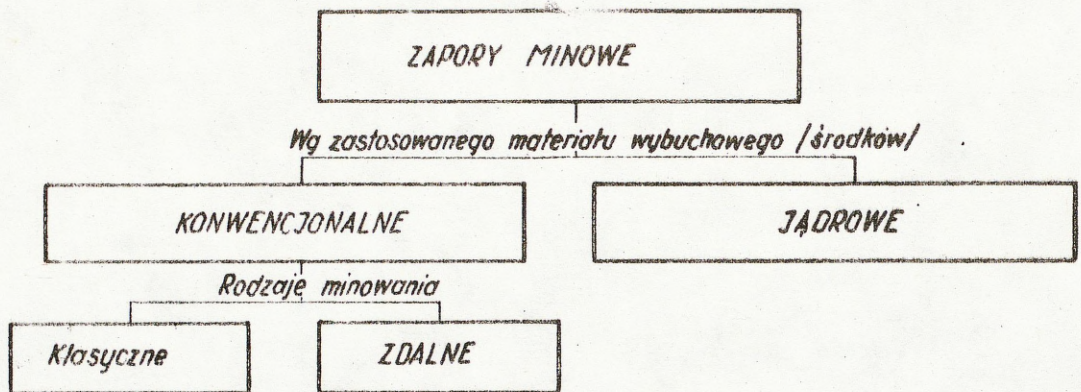 ZAPORY MINOWE
Wg zastosowanego materiału wybuchowego /środków/
KONWENCJONALNE
JĄDROWE
Rodzaje minowania
Klasyczne
ZDALNE